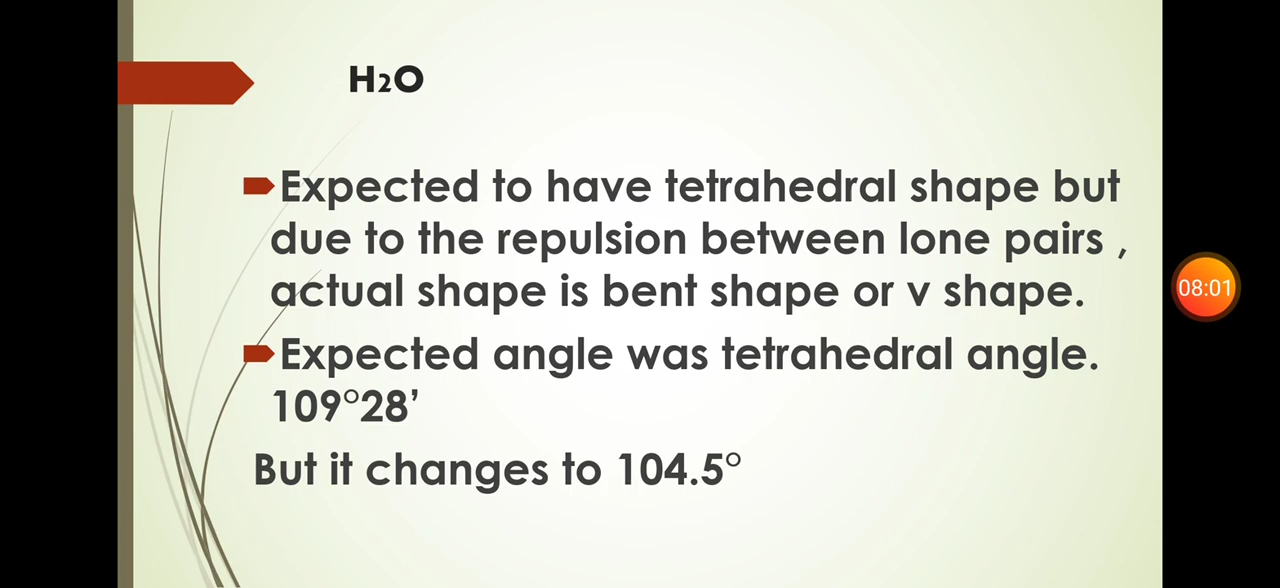 H₂O
Expected to have tetrahedral shape but
due to the repulsion between lone pairs ,
actual shape is bent shape or v shape.
Expected angle was tetrahedral angle.
109°28’
But it changes to 104.5°
08:01